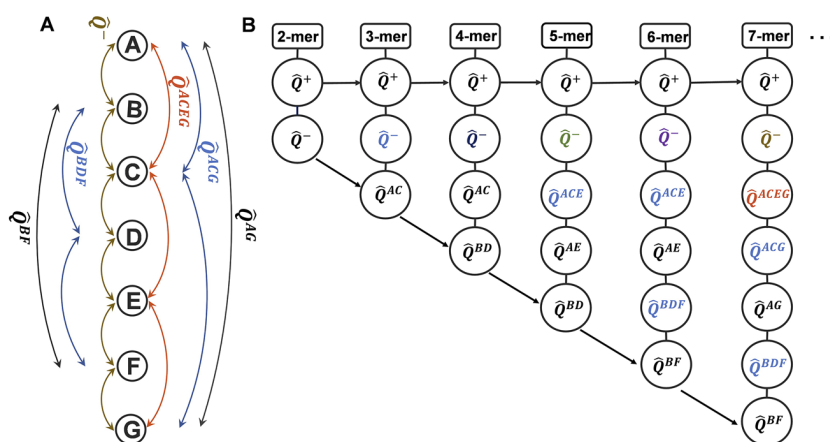 A
Q̂⁻
A
B
C
D
E
F
G
Q̂ᴬᶜᴱᴳ
Q̂ᴮᴰᶠ
Q̂ᴬᶜᴳ
Q̂ᴮᶠ
Q̂ᴬᴳ
B
2-mer 3-mer 4-mer 5-mer 6-mer 7-mer ..
Q̂⁺ Q̂⁺ Q̂⁺ Q̂⁺ Q̂⁺ Q̂⁺
Q̂⁻ Q̂⁻ Q̂⁻ Q̂⁻ Q̂⁻ Q̂⁻
Q̂ᴬᶜ Q̂ᴬᶜ Q̂ᴬᶜᴱ Q̂ᴬᶜᴱ Q̂ᴬᶜᴱᴳ
Q̂ᴮᴰ Q̂ᴬᴱ Q̂ᴬᴱ Q̂ᴬᶜᴳ
Q̂ᴮᴰ Q̂ᴮᴰᶠ Q̂ᴬᴳ
Q̂ᴮᶠ Q̂ᴮᴰᶠ
Q̂ᴮᶠ